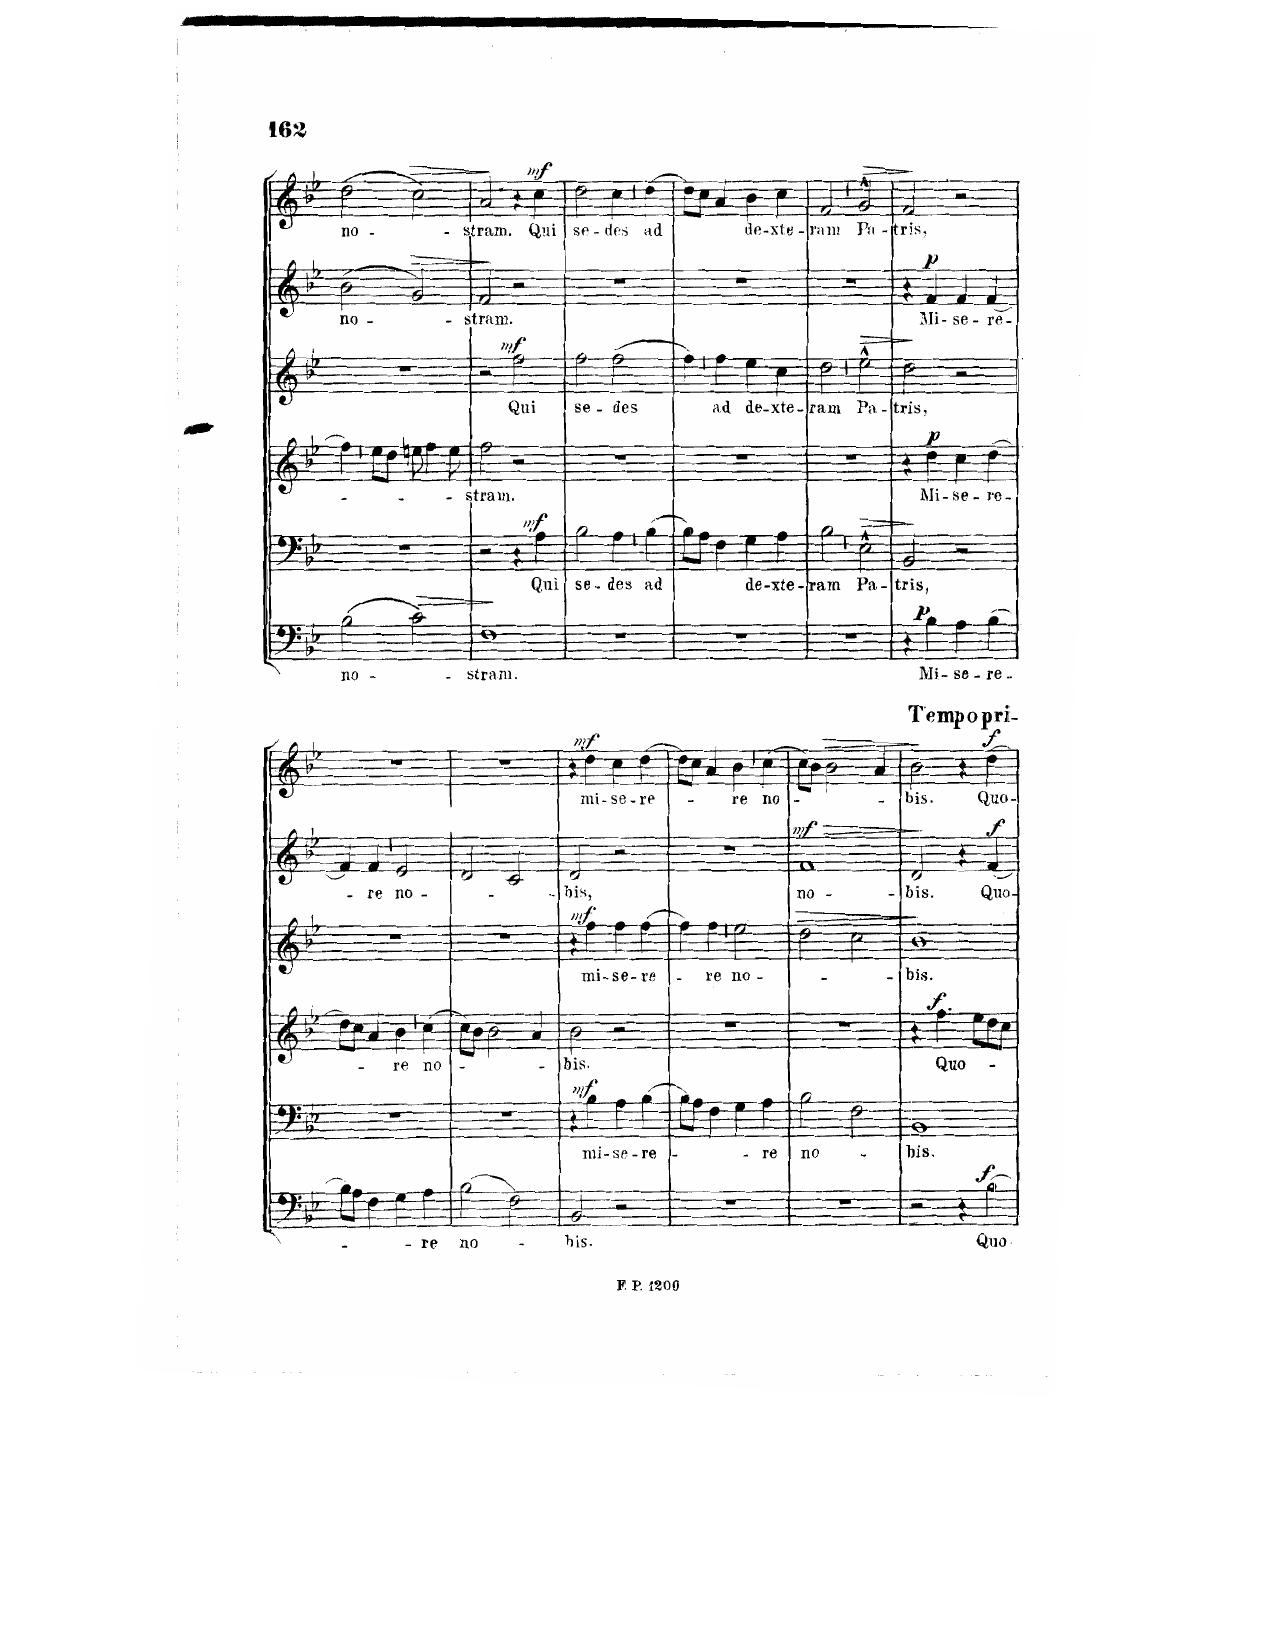 162
mf
no - - stram. Qui se - des ad de-xte-ram Pa-tris,
p
no - - stram. Mi-se-re-
mf
Qui se - des ad de-xte-ram Pa-tris,
p
- - - stram. Mi-se-re-
mf
Qui se - des ad de-xte-ram Pa-tris,
p
no - - stram. Mi-se-re-
Tempo pri-
mf f
mi-se-re - re no - - bis. Quo-
mf f
- re no - - - bis, no - - bis. Quo-
mf
mi-se-re - re no - - - bis.
f
- re no - - bis. Quo -
mf
mi-se-re - - re no - bis.
f
- - re no - bis. Quo
F. P. 1200